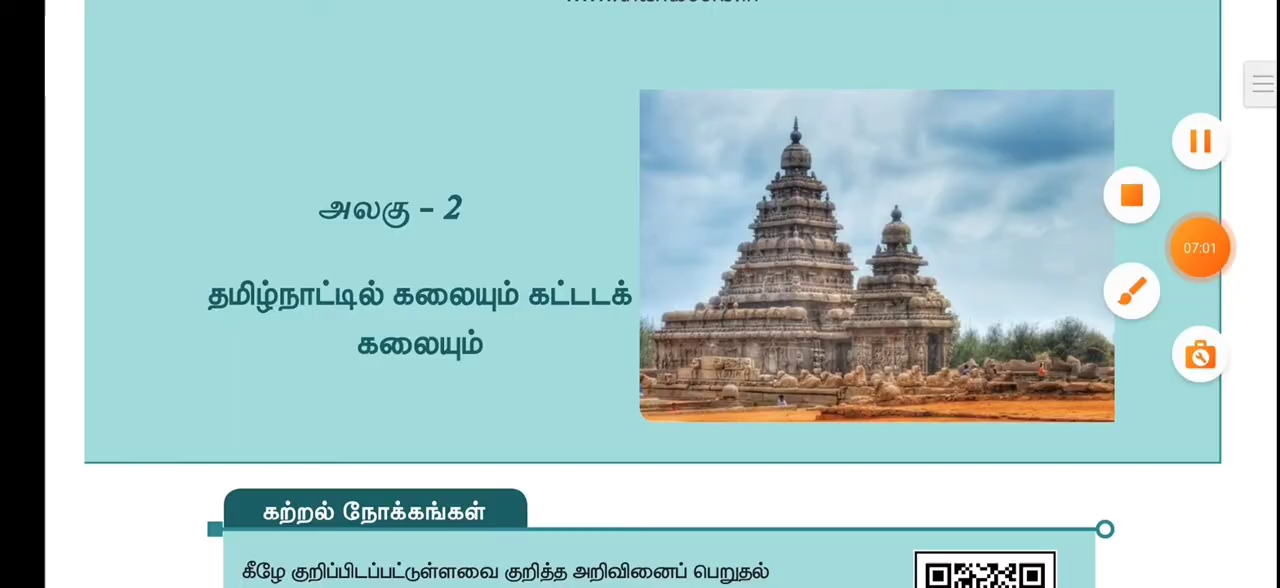 அலகு – 2
தமிழ்நாட்டில் கலையும் கட்டடக்
கலையும்
07:01
கற்றல் நோக்கங்கள்
கீழே குறிப்பிடப்பட்டுள்ளவை குறித்த அறிவினைப் பெறுதல்